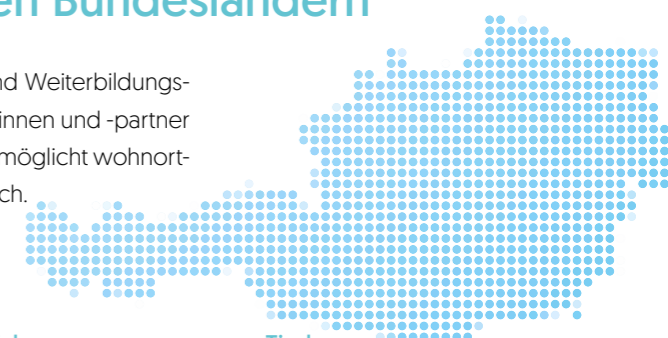 en Bundesländern
nd Weiterbildungs-
innen und -partner
möglicht wohnort-
ch.